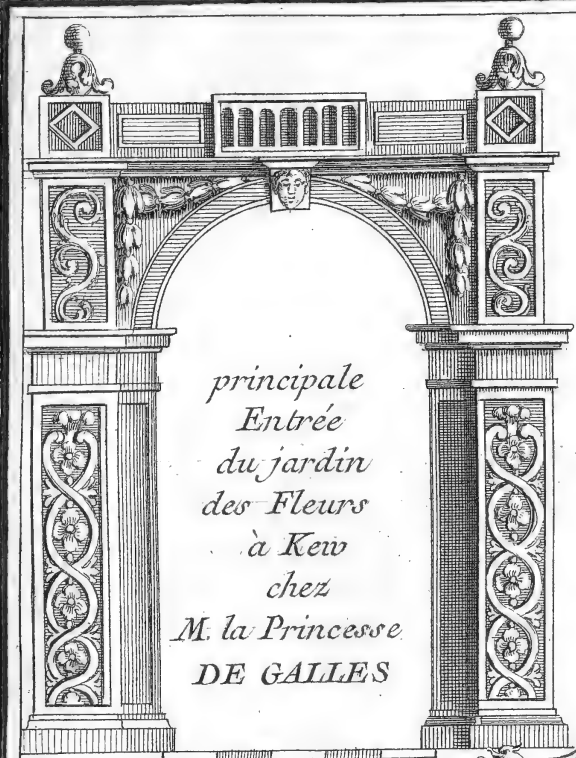 principale
Entrée
du jardin
des Fleurs
à Kew
chez
M. la Princesse
DE GALLES